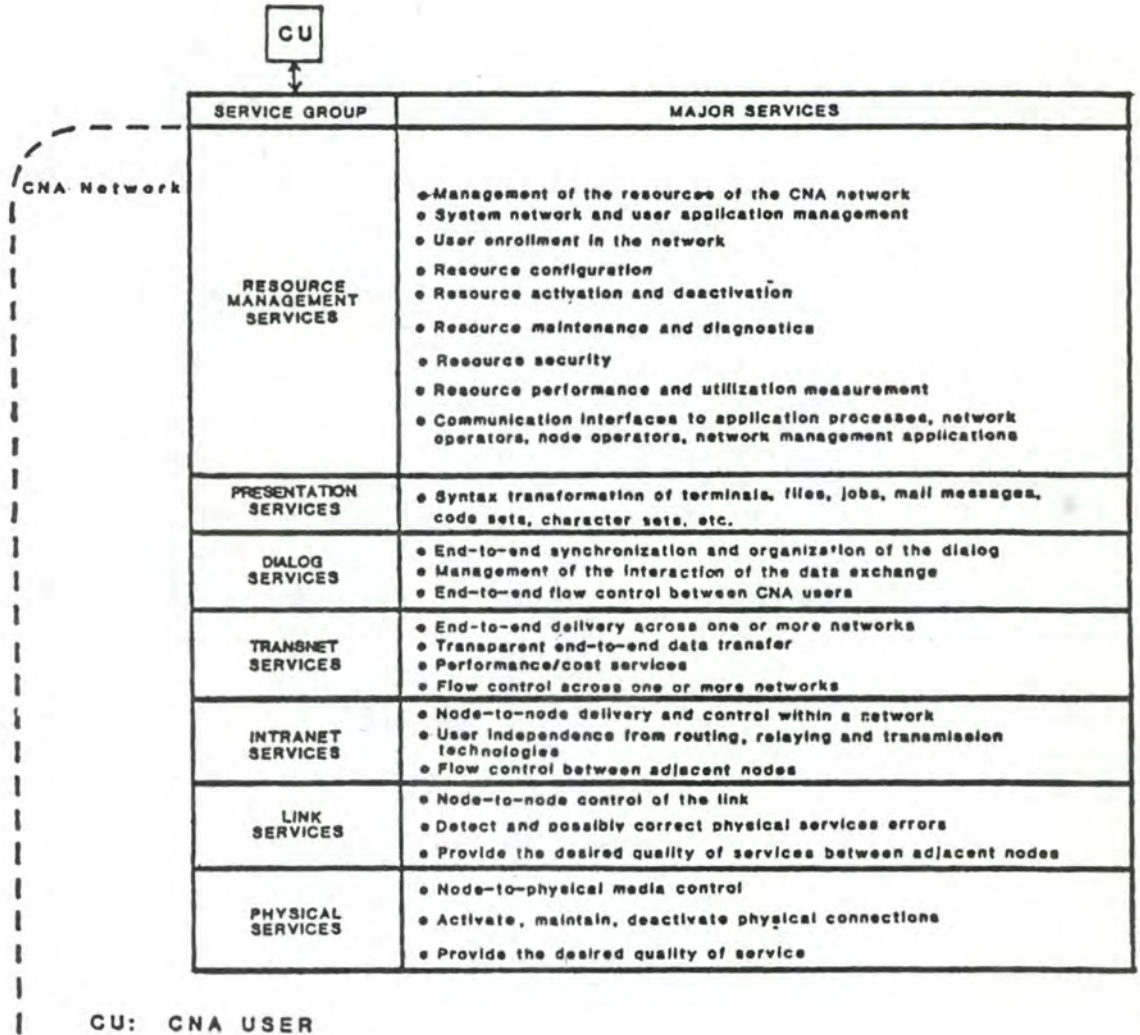 CU
SERVICE GROUP
MAJOR SERVICES
CNA Network
RESOURCE
MANAGEMENT
SERVICES
• Management of the resources of the CNA network
• System network and user application management
• User enrollment in the network
• Resource configuration
• Resource activation and deactivation
• Resource maintenance and diagnostics
• Resource security
• Resource performance and utilization measurement
• Communication interfaces to application processes, network
operators, node operators, network management applications
PRESENTATION
SERVICES
• Syntax transformation of terminals, files, jobs, mail messages,
code sets, character sets, etc.
DIALOG
SERVICES
• End-to-end synchronization and organization of the dialog
• Management of the interaction of the data exchange
• End-to-end flow control between CNA users
TRANSNET
SERVICES
• End-to-end delivery across one or more networks
• Transparent end-to-end data transfer
• Performance/cost services
• Flow control across one or more networks
INTRANET
SERVICES
• Node-to-node delivery and control within a network
• User independence from routing, relaying and transmission
technologies
• Flow control between adjacent nodes
LINK
SERVICES
• Node-to-node control of the link
• Detect and possibly correct physical services errors
• Provide the desired quality of services between adjacent nodes
PHYSICAL
SERVICES
• Node-to-physical media control
• Activate, maintain, deactivate physical connections
• Provide the desired quality of service
CU: CNA USER